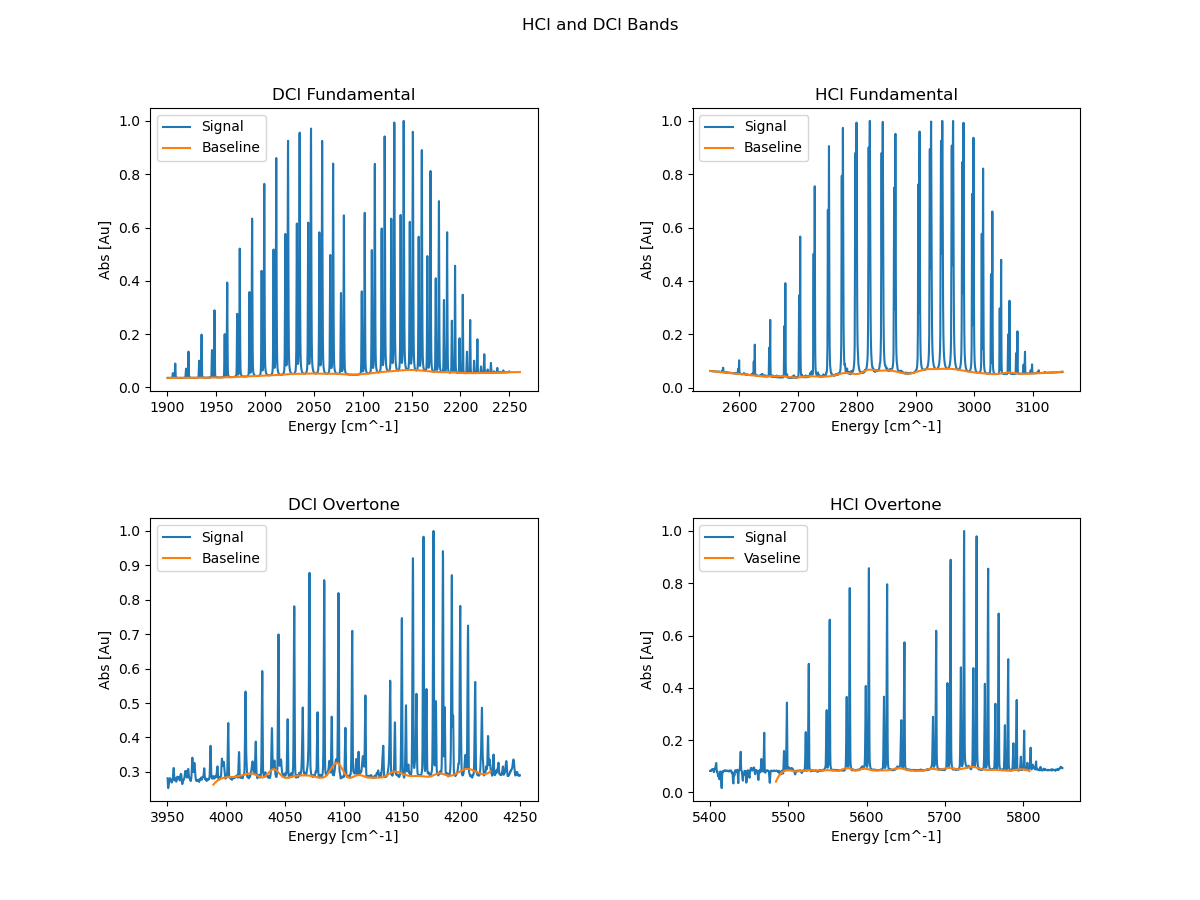 HCl and DCl Bands
DCl Fundamental
Signal
Baseline
Abs [Au]
1.0
0.8
0.6
0.4
0.2
0.0
1900 1950 2000 2050 2100 2150 2200 2250
Energy [cm^-1]
HCl Fundamental
Signal
Baseline
Abs [Au]
1.0
0.8
0.6
0.4
0.2
0.0
2600 2700 2800 2900 3000 3100
Energy [cm^-1]
DCl Overtone
Signal
Baseline
Abs [Au]
1.0
0.9
0.8
0.7
0.6
0.5
0.4
0.3
3950 4000 4050 4100 4150 4200 4250
Energy [cm^-1]
HCl Overtone
Signal
Vaseline
Abs [Au]
1.0
0.8
0.6
0.4
0.2
0.0
5400 5500 5600 5700 5800
Energy [cm^-1]